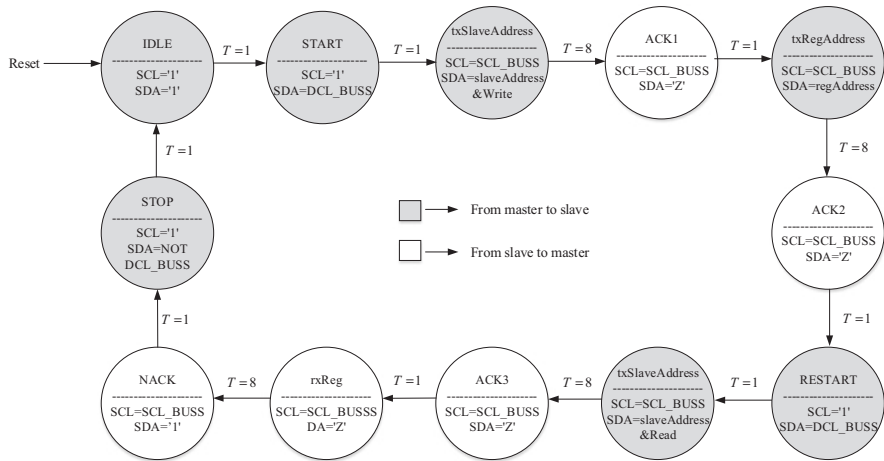 Reset
IDLE
----------------------
SCL='1'
SDA='1'
T=1
START
----------------------
SCL='1'
SDA=DCL_BUSS
T=1
txSlaveAddress
----------------------
SCL=SCL_BUSS
SDA=slaveAddress
&Write
T=8
ACK1
----------------------
SCL=SCL_BUSS
SDA='Z'
T=1
txRegAddress
----------------------
SCL=SCL_BUSS
SDA=regAddress
T=8
ACK2
----------------------
SCL=SCL_BUSS
SDA='Z'
T=1
RESTART
----------------------
SCL='1'
SDA=DCL_BUSS
T=1
txSlaveAddress
----------------------
SCL=SCL_BUSS
SDA=slaveAddress
&Read
T=8
ACK3
----------------------
SCL=SCL_BUSS
SDA='Z'
T=1
rxReg
----------------------
SCL=SCL_BUSSS
DA='Z'
T=8
NACK
----------------------
SCL=SCL_BUSS
SDA='1'
T=1
STOP
----------------------
SCL='1'
SDA=NOT
DCL_BUSS
T=1
From master to slave
From slave to master